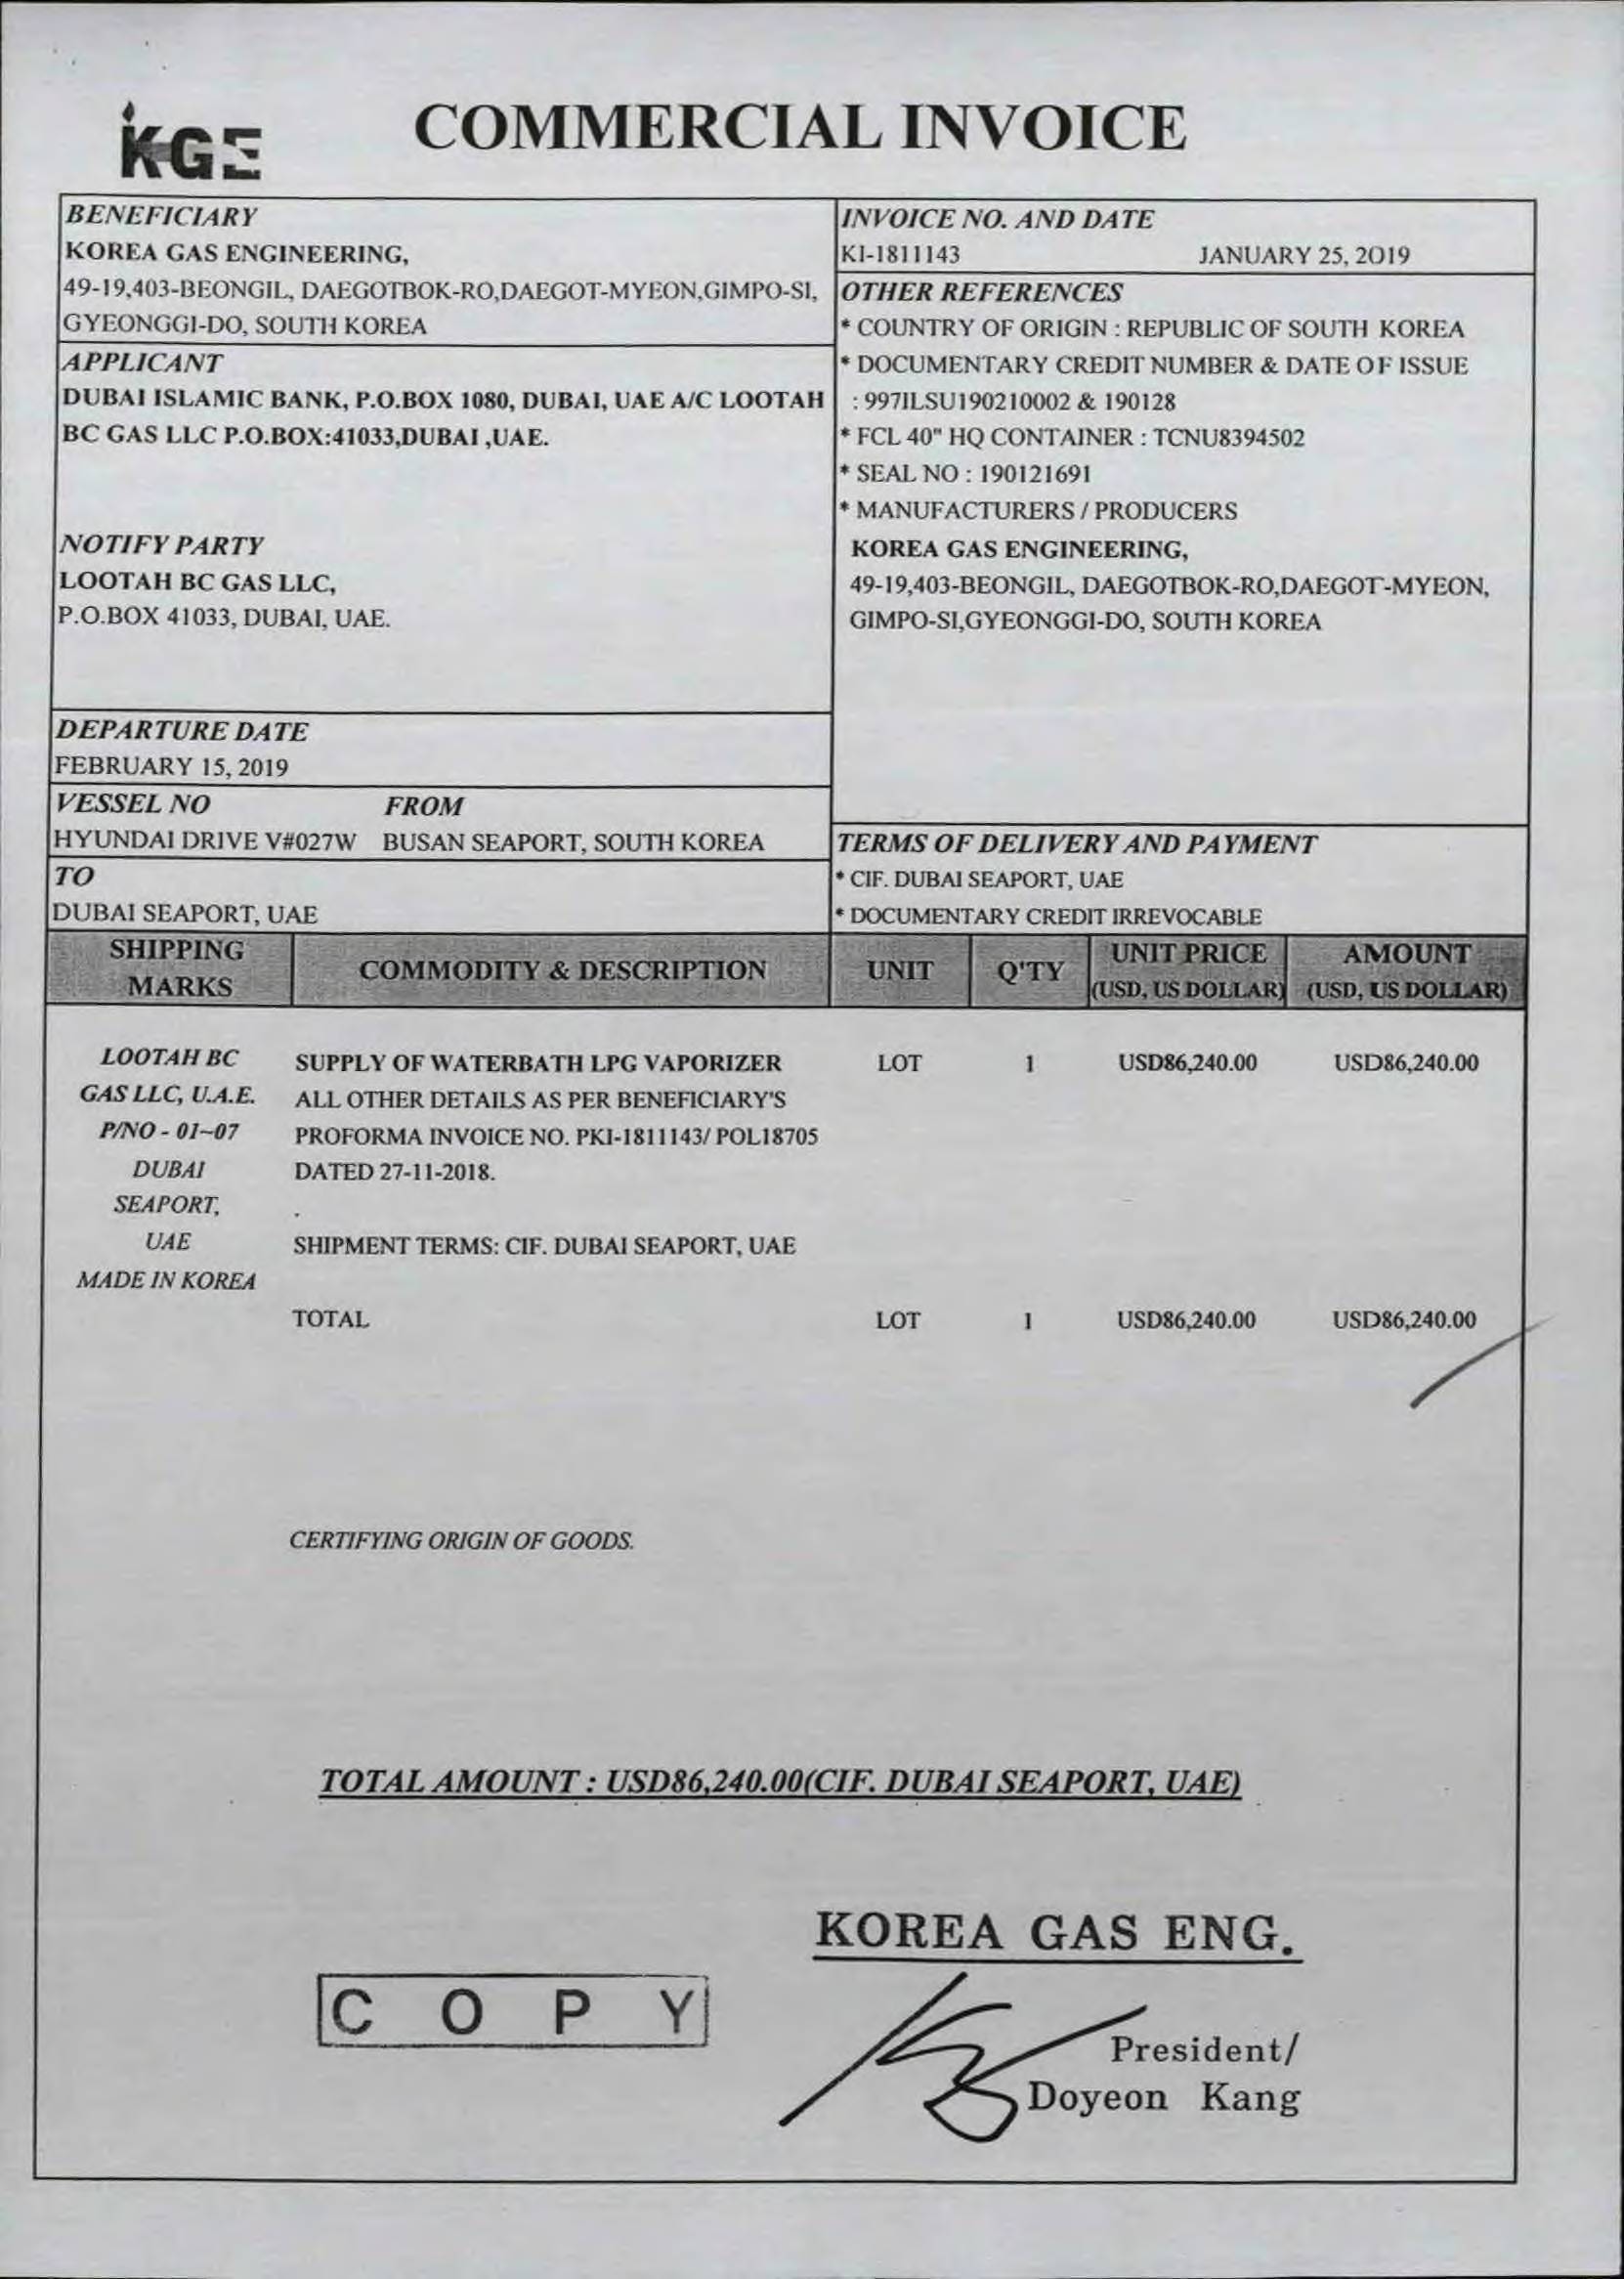 KGE
COMMERCIAL INVOICE
BENEFICIARY
KOREA GAS ENGINEERING,
49-19,403-BEONGIL, DAEGOTBOK-RO,DAEGOT-MYEON,GIMPO-SI,
GYEONGGI-DO, SOUTH KOREA
INVOICE NO. AND DATE
KI-1811143 JANUARY 25, 2019
APPLICANT
DUBAI ISLAMIC BANK, P.O.BOX 1080, DUBAI, UAE A/C LOOTAH
BC GAS LLC P.O.BOX:41033,DUBAI ,UAE.
NOTIFY PARTY
LOOTAH BC GAS LLC,
P.O.BOX 41033, DUBAI, UAE.
OTHER REFERENCES
* COUNTRY OF ORIGIN : REPUBLIC OF SOUTH KOREA
* DOCUMENTARY CREDIT NUMBER & DATE OF ISSUE
: 997ILSU190210002 & 190128
* FCL 40" HQ CONTAINER : TCNU8394502
* SEAL NO : 190121691
* MANUFACTURERS / PRODUCERS
KOREA GAS ENGINEERING,
49-19,403-BEONGIL, DAEGOTBOK-RO,DAEGOT-MYEON,
GIMPO-SI,GYEONGGI-DO, SOUTH KOREA
DEPARTURE DATE
FEBRUARY 15, 2019
VESSEL NO FROM
HYUNDAI DRIVE V#027W BUSAN SEAPORT, SOUTH KOREA
TO
DUBAI SEAPORT, UAE
TERMS OF DELIVERY AND PAYMENT
* CIF. DUBAI SEAPORT, UAE
* DOCUMENTARY CREDIT IRREVOCABLE
SHIPPING MARKS COMMODITY & DESCRIPTION UNIT Q'TY UNIT PRICE (USD, US DOLLAR) AMOUNT (USD, US DOLLAR)
LOOTAH BC SUPPLY OF WATERBATH LPG VAPORIZER LOT 1 USD86,240.00 USD86,240.00
GAS LLC, U.A.E. ALL OTHER DETAILS AS PER BENEFICIARY'S
P/NO - 01~07 PROFORMA INVOICE NO. PKI-1811143/ POL18705
DUBAI DATED 27-11-2018.
SEAPORT, .
UAE SHIPMENT TERMS: CIF. DUBAI SEAPORT, UAE
MADE IN KOREA
TOTAL LOT 1 USD86,240.00 USD86,240.00
CERTIFYING ORIGIN OF GOODS.
TOTAL AMOUNT : USD86,240.00(CIF. DUBAI SEAPORT, UAE)
KOREA GAS ENG.
COPY
President/
Doyeon Kang